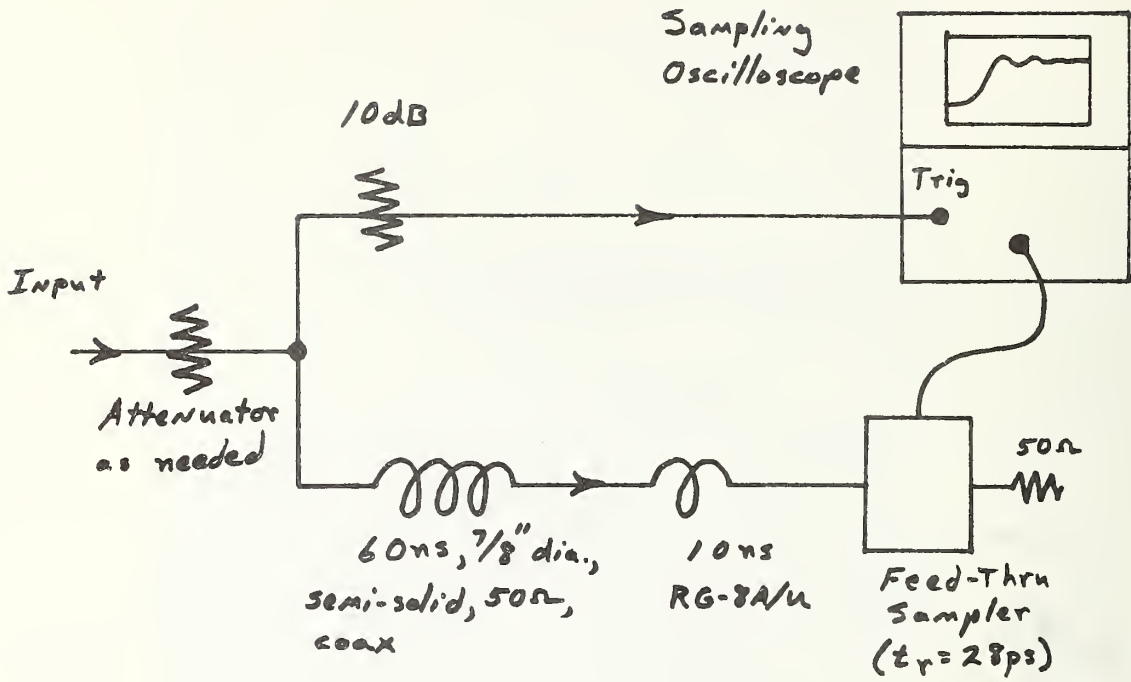 Sampling
Oscilloscope
10dB
Trig
Input
Attenuator
as needed
60ns, 7/8" dia.,
semi-solid, 50Ω,
coax
10ns
RG-8A/u
50Ω
Feed-Thru
Sampler
(tr=28ps)